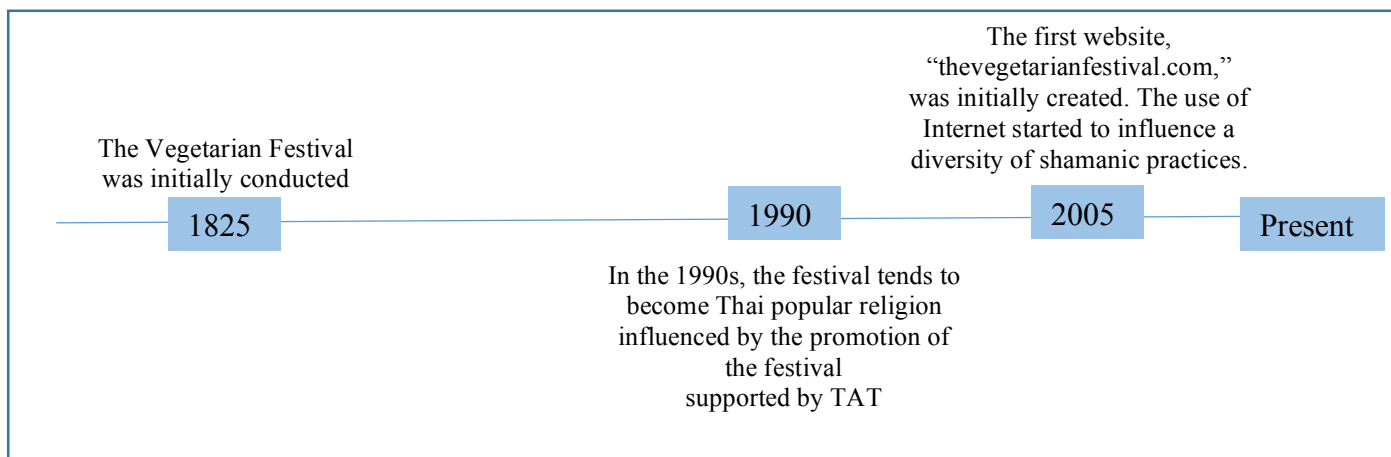 The Vegetarian Festival
was initially conducted
1825
1990
In the 1990s, the festival tends to
become Thai popular religion
influenced by the promotion of
the festival
supported by TAT
The first website,
“thevegetarianfestival.com,”
was initially created. The use of
Internet started to influence a
diversity of shamanic practices.
2005
Present